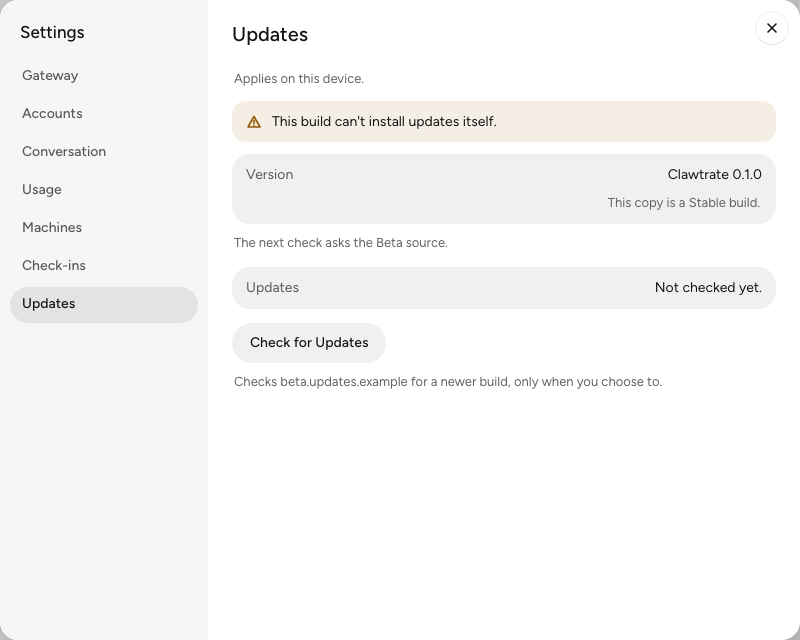 Settings
Gateway
Accounts
Conversation
Usage
Machines
Check-ins
Updates
Updates
Applies on this device.
This build can't install updates itself.
Version
Clawtrate 0.1.0
This copy is a Stable build.
The next check asks the Beta source.
Updates
Not checked yet.
Check for Updates
Checks beta.updates.example for a newer build, only when you choose to.